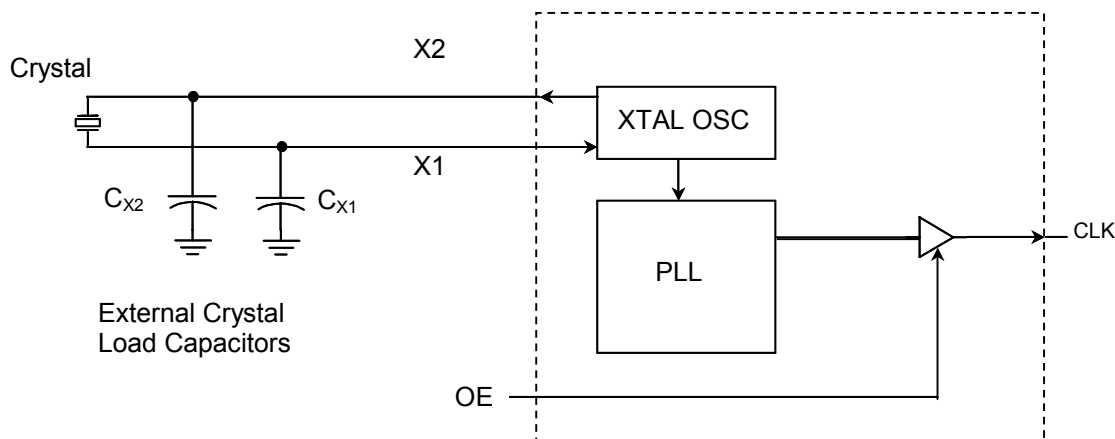 X2
Crystal
XTAL OSC
X1
CX2
CX1
CLK
PLL
External Crystal
Load Capacitors
OE